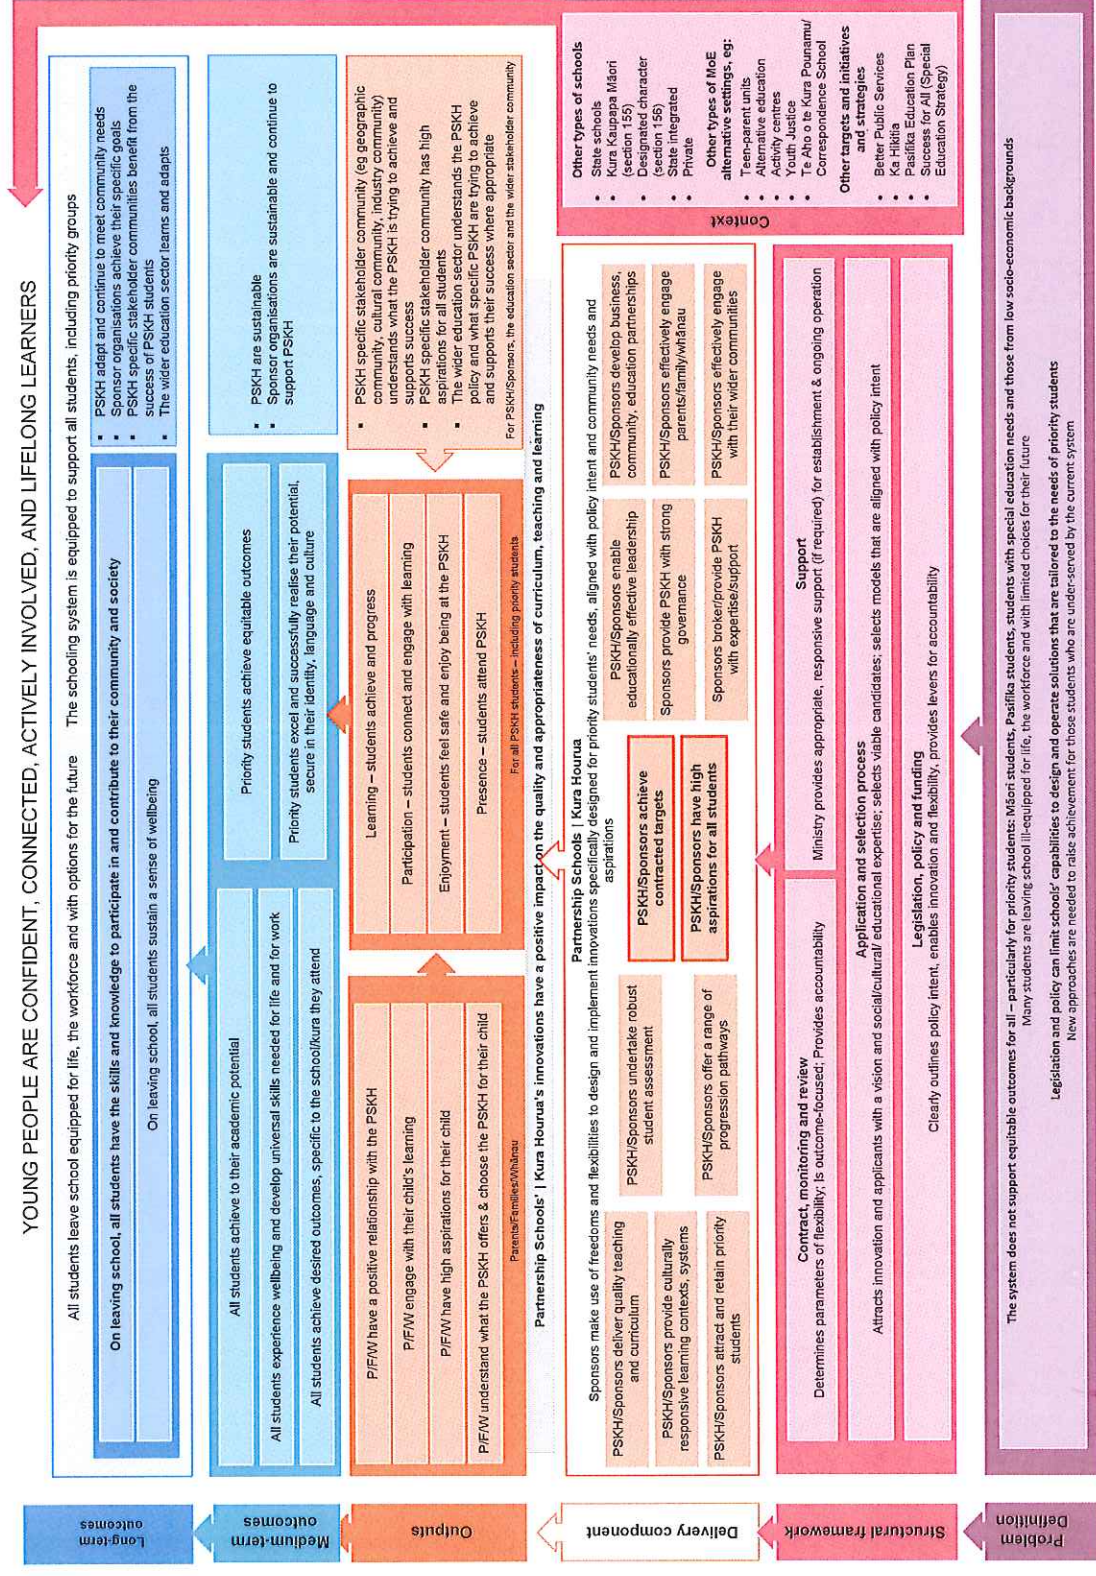 YOUNG PEOPLE ARE CONFIDENT, CONNECTED, ACTIVELY INVOLVED, AND LIFELONG LEARNERS
Long-term
outcomes
All students leave school equipped for life, the workforce and with options for the future
The schooling system is equipped to support all students, including priority groups
On leaving school, all students have the skills and knowledge to participate in and contribute to their community and society
On leaving school, all students sustain a sense of wellbeing
▪ PSKH adapt and continue to meet community needs
▪ Sponsor organisations achieve their specific goals
▪ PSKH specific stakeholder communities benefit from the
success of PSKH students
▪ The wider education sector learns and adapts
Medium-term
outcomes
All students achieve to their academic potential
All students experience wellbeing and develop universal skills needed for life and for work
All students achieve desired outcomes, specific to the school/kura they attend
Priority students achieve equitable outcomes
Priority students excel and successfully realise their potential,
secure in their identity, language and culture
▪ PSKH are sustainable
▪ Sponsor organisations are sustainable and continue to
support PSKH
Outputs
P/F/W have a positive relationship with the PSKH
P/F/W engage with their child's learning
P/F/W have high aspirations for their child
P/F/W understand what the PSKH offers & choose the PSKH for their child
Parents/Families/Whānau
Learning – students achieve and progress
Participation – students connect and engage with learning
Enjoyment – students feel safe and enjoy being at the PSKH
Presence – students attend PSKH
For all PSKH students – including priority students
▪ PSKH specific stakeholder community (eg geographic
community, cultural community, industry community)
understands what the PSKH is trying to achieve and
supports success
▪ PSKH specific stakeholder community has high
aspirations for all students
▪ The wider education sector understands the PSKH
policy and what specific PSKH are trying to achieve
and supports their success where appropriate
For PSKH/Sponsors, the education sector and the wider stakeholder community
Partnership Schools' | Kura Hourua's innovations have a positive impact on the quality and appropriateness of curriculum, teaching and learning
Delivery component
Partnership Schools | Kura Hourua
Sponsors make use of freedoms and flexibilities to design and implement innovations specifically designed for priority students' needs, aligned with policy intent and community needs and
aspirations
PSKH/Sponsors deliver quality teaching
and curriculum
PSKH/Sponsors provide culturally
responsive learning contexts, systems
PSKH/Sponsors attract and retain priority
students
PSKH/Sponsors undertake robust
student assessment
PSKH/Sponsors offer a range of
progression pathways
PSKH/Sponsors achieve
contracted targets
PSKH/Sponsors have high
aspirations for all students
PSKH/Sponsors enable
educationally effective leadership
Sponsors provide PSKH with strong
governance
Sponsors broker/provide PSKH
with expertise/support
PSKH/Sponsors develop business,
community, education partnerships
PSKH/Sponsors effectively engage
parents/family/whānau
PSKH/Sponsors effectively engage
with their wider communities
Structural framework
Contract, monitoring and review
Determines parameters of flexibility; Is outcome-focused; Provides accountability
Support
Ministry provides appropriate, responsive support (if required) for establishment & ongoing operation
Application and selection process
Attracts innovation and applicants with a vision and social/cultural/ educational expertise; selects viable candidates; selects models that are aligned with policy intent
Legislation, policy and funding
Clearly outlines policy intent, enables innovation and flexibility, provides levers for accountability
Context
Other types of schools
• State schools
• Kura Kaupapa Māori
(section 155)
• Designated character
(section 156)
• State integrated
• Private
Other types of MoE
alternative settings, eg:
• Teen-parent units
• Alternative education
• Activity centres
• Youth Justice
• Te Aho o te Kura Pounamu/
Correspondence School
Other targets and initiatives
and strategies
• Better Public Services
• Ka Hikitia
• Pasifika Education Plan
• Success for All (Special
Education Strategy)
Problem
Definition
The system does not support equitable outcomes for all – particularly for priority students: Māori students, Pasifika students, students with special education needs and those from low socio-economic backgrounds
Many students are leaving school ill-equipped for life, the workforce and with limited choices for their future
Legislation and policy can limit schools' capabilities to design and operate solutions that are tailored to the needs of priority students
New approaches are needed to raise achievement for those students who are under-served by the current system